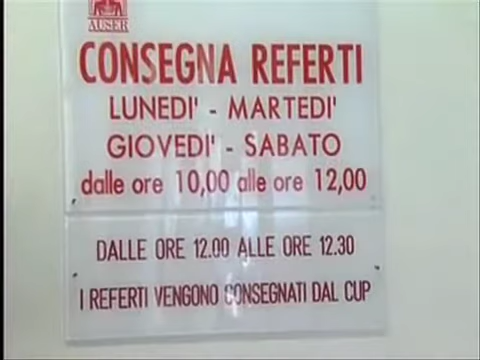 AUSER
CONSEGNA REFERTI
LUNEDI' - MARTEDI'
GIOVEDI' - SABATO
dalle ore 10,00 alle ore 12,00
DALLE ORE 12.00 ALLE ORE 12.30
I REFERTI VENGONO CONSEGNATI DAL CUP